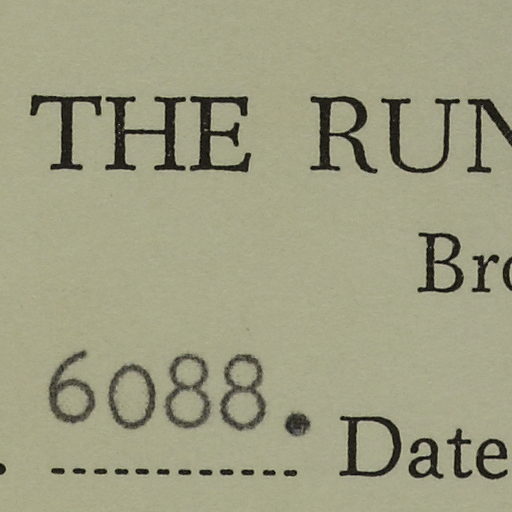 THE RUN
Bro
. 6088. Date